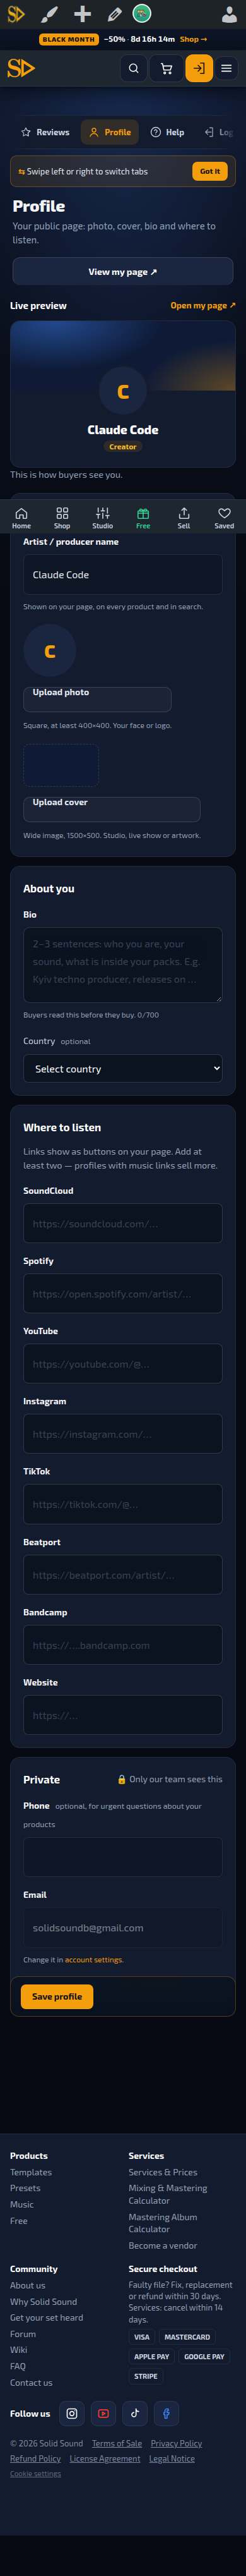 BLACK MONTH −50% · 8d 16h 14m Shop →
Reviews Profile Help
⇆ Swipe left or right to switch tabs Got it
Profile
Your public page: photo, cover, bio and where to
listen.
View my page ↗
Live preview Open my page ↗
C
Claude Code
Creator
This is how buyers see you.
Home Shop Studio Free Sell Saved
Artist / producer name
Claude Code
Shown on your page, on every product and in search.
C
Upload photo
Square, at least 400×400. Your face or logo.
Upload cover
Wide image, 1500×500. Studio, live show or artwork.
About you
Bio
2–3 sentences: who you are, your
sound, what is inside your packs. E.g.
Kyiv techno producer, releases on …
Buyers read this before they buy. 0/700
Country optional
Select country
Where to listen
Links show as buttons on your page. Add at
least two — profiles with music links sell more.
SoundCloud
https://soundcloud.com/…
Spotify
https://open.spotify.com/artist/…
YouTube
https://youtube.com/@…
Instagram
https://instagram.com/…
TikTok
https://tiktok.com/@…
Beatport
https://beatport.com/artist/…
Bandcamp
https://….bandcamp.com
Website
https://…
Private 🔒 Only our team sees this
Phone optional, for urgent questions about your
products
Email
solidsoundb@gmail.com
Change it in account settings.
Save profile
Products Services
Templates Services & Prices
Presets Mixing & Mastering
Calculator
Music Mastering Album
Calculator
Free Become a vendor
Community Secure checkout
About us Faulty file? Fix, replacement
or refund within 30 days.
Services: cancel within 14
days.
Why Solid Sound
Get your set heard
Forum VISA MASTERCARD
Wiki APPLE PAY GOOGLE PAY
FAQ STRIPE
Contact us
Follow us
© 2026 Solid Sound Terms of Sale Privacy Policy
Refund Policy License Agreement Legal Notice
Cookie settings